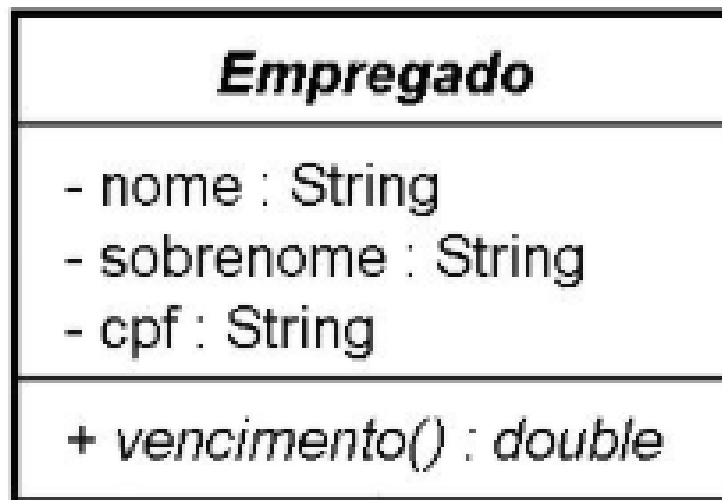 Empregado
- nome : String
- sobrenome : String
- cpf : String
+ vencimento() : double